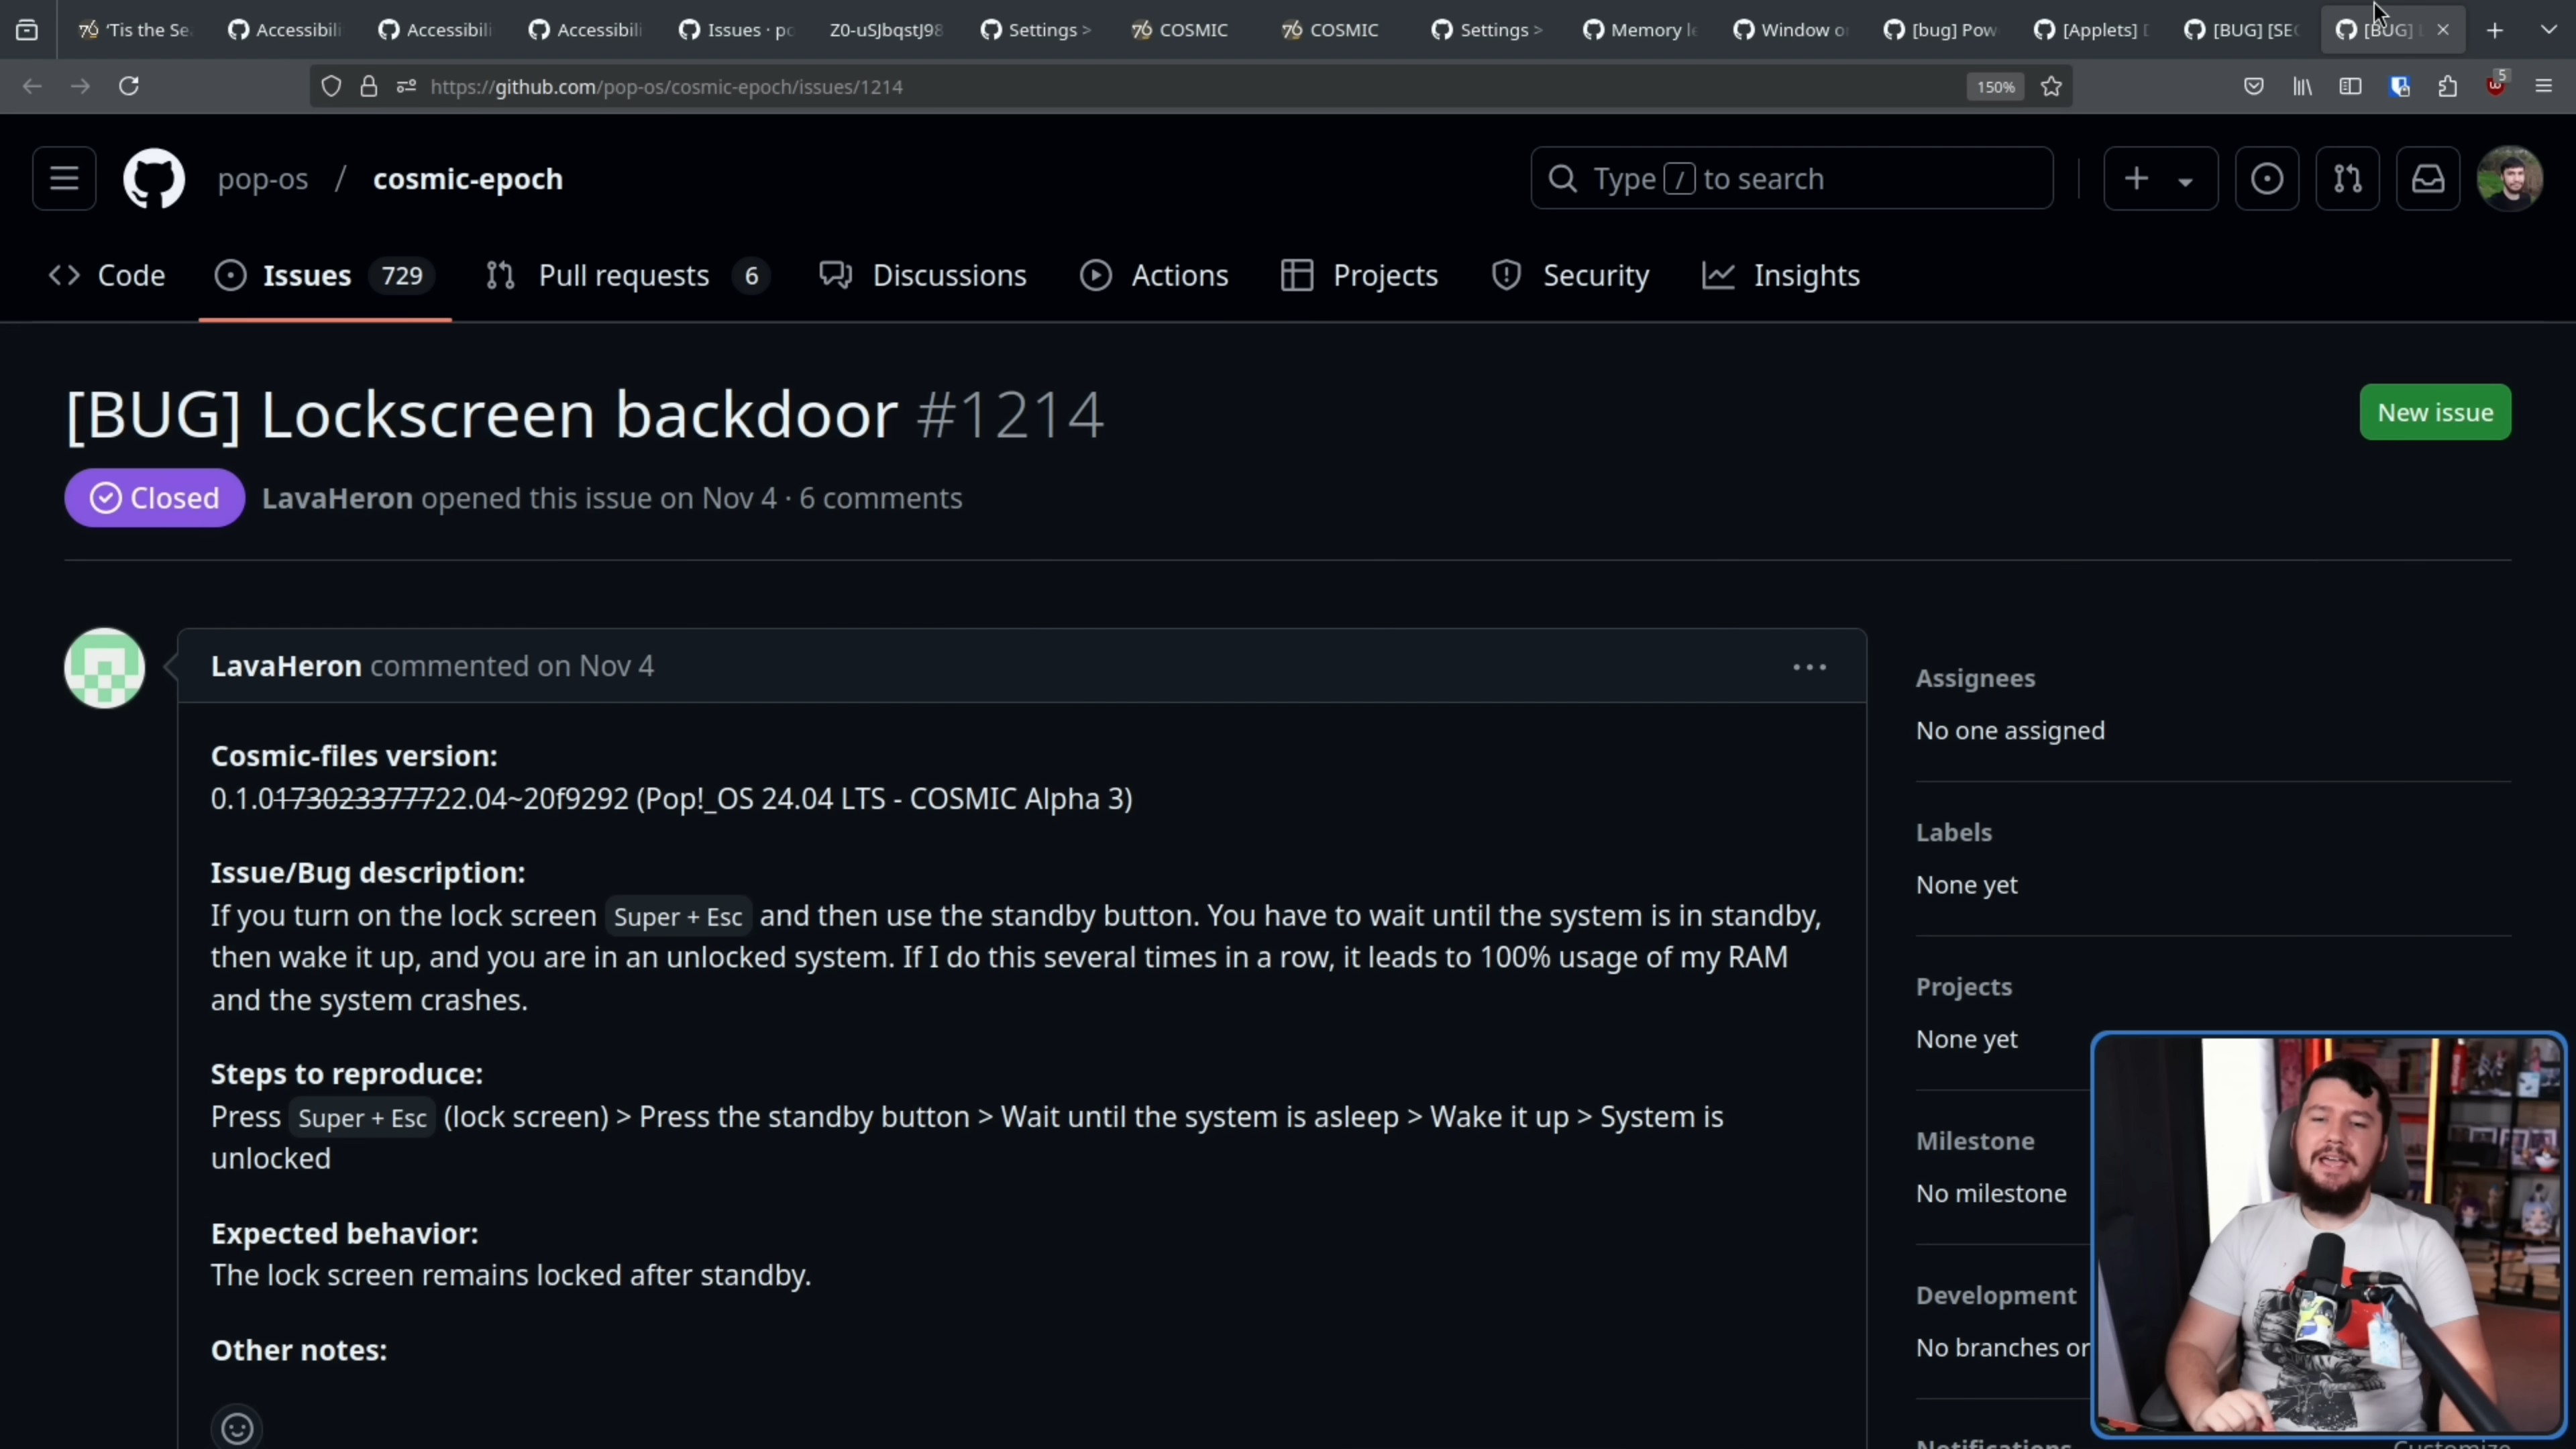 'Tis the Se
Accessibili
Accessibili
Accessibili
Issues · po
Z0-uSJbqstJ98
Settings >
COSMIC
COSMIC
Settings >
Memory le
Window o
[bug] Pow
[Applets] D
[BUG] [SEC
[BUG] L
https://github.com/pop-os/cosmic-epoch/issues/1214
150%
5
pop-os / cosmic-epoch
Type / to search
Code
Issues 729
Pull requests 6
Discussions
Actions
Projects
Security
Insights
[BUG] Lockscreen backdoor #1214
New issue
Closed
LavaHeron opened this issue on Nov 4 · 6 comments
LavaHeron commented on Nov 4
Cosmic-files version:
0.1.0173023377722.04~20f9292 (Pop!_OS 24.04 LTS - COSMIC Alpha 3)
Issue/Bug description:
If you turn on the lock screen Super + Esc and then use the standby button. You have to wait until the system is in standby,
then wake it up, and you are in an unlocked system. If I do this several times in a row, it leads to 100% usage of my RAM
and the system crashes.
Steps to reproduce:
Press Super + Esc (lock screen) > Press the standby button > Wait until the system is asleep > Wake it up > System is
unlocked
Expected behavior:
The lock screen remains locked after standby.
Other notes:
Assignees
No one assigned
Labels
None yet
Projects
None yet
Milestone
No milestone
Development
No branches or
Notifications
Customize